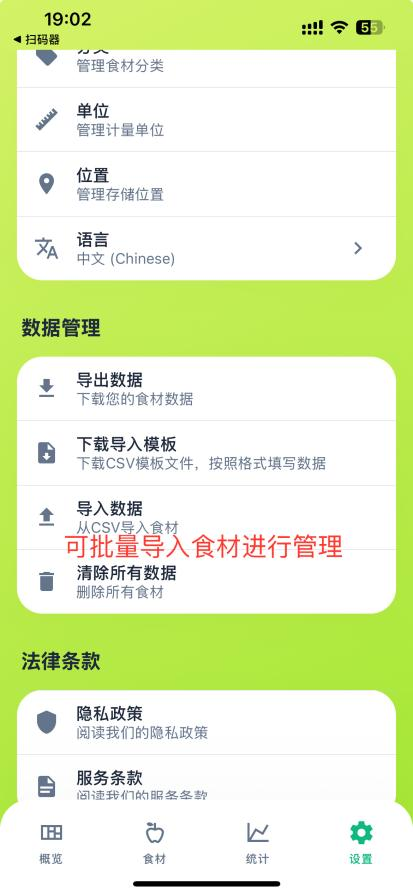 19:02
55
◀ 扫码器
分类
管理食材分类
单位
管理计量单位
位置
管理存储位置
语言
中文 (Chinese)
数据管理
导出数据
下载您的食材数据
下载导入模板
下载CSV模板文件，按照格式填写数据
导入数据
从CSV导入食材
可批量导入食材进行管理
清除所有数据
删除所有食材
法律条款
隐私政策
阅读我们的隐私政策
服务条款
阅读我们的服务条款
概览
食材
统计
设置